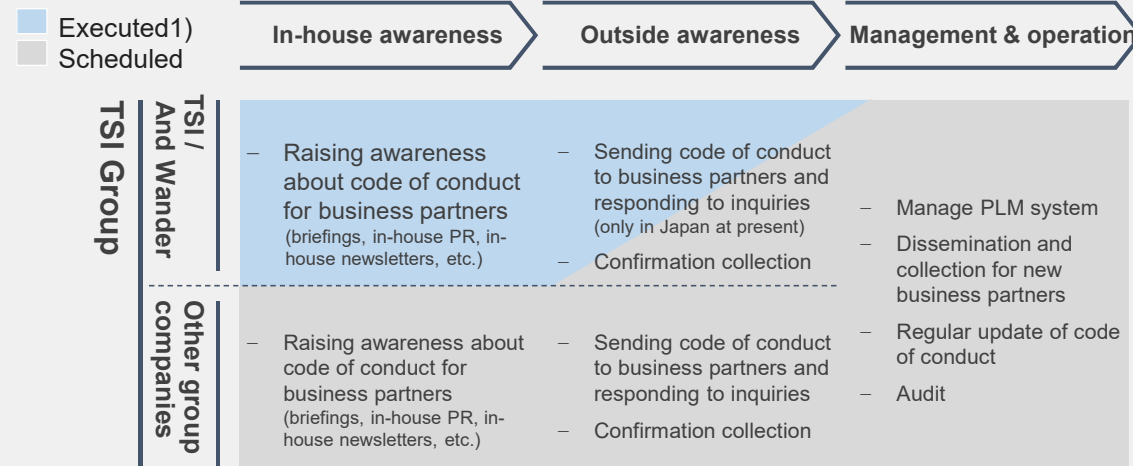 Executed1)
Scheduled
In-house awareness
Outside awareness
Management & operation
TSI Group
TSI /
And Wander
– Raising awareness
about code of conduct
for business partners
(briefings, in-house PR, in-
house newsletters, etc.)
– Sending code of conduct
to business partners and
responding to inquiries
(only in Japan at present)
– Confirmation collection
Other group
companies
– Raising awareness about
code of conduct for
business partners
(briefings, in-house PR, in-
house newsletters, etc.)
– Sending code of conduct
to business partners and
responding to inquiries
– Confirmation collection
– Manage PLM system
– Dissemination and
collection for new
business partners
– Regular update of code
of conduct
– Audit